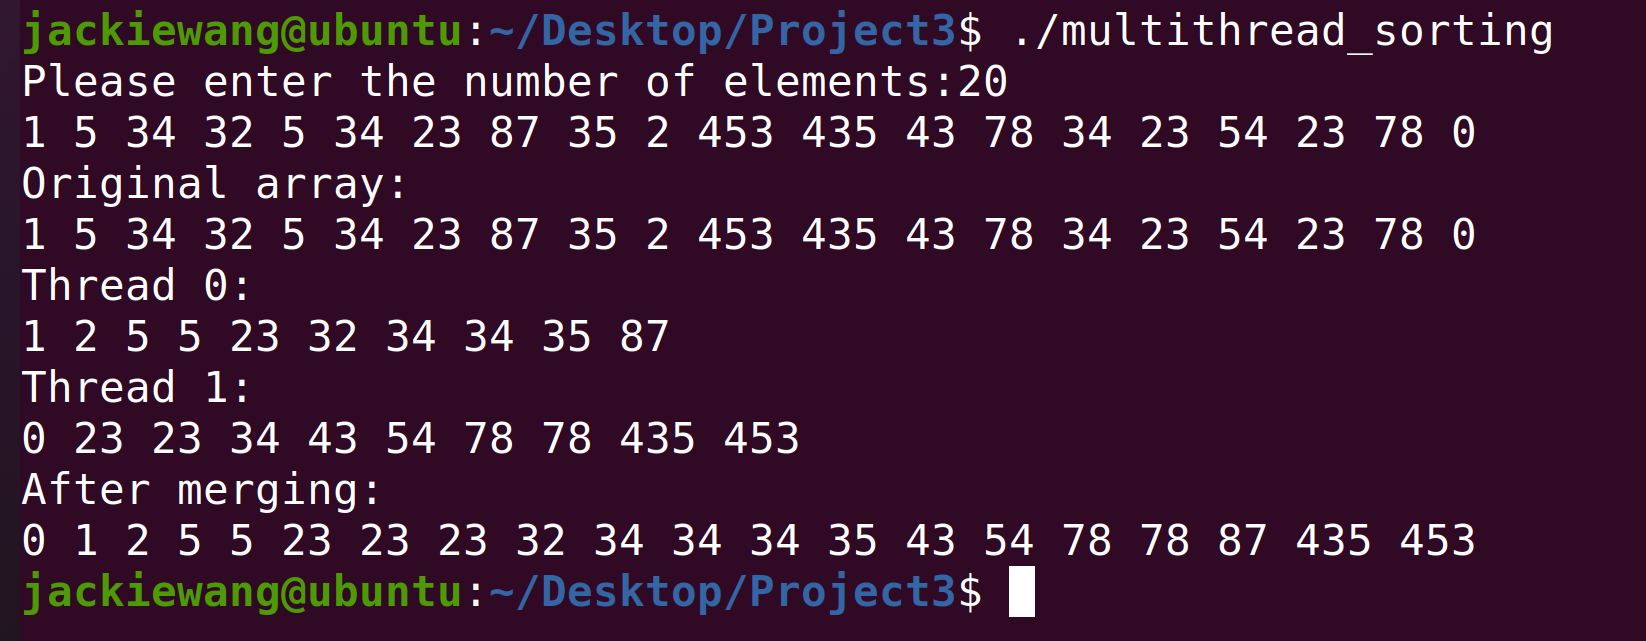 jackiewang@ubuntu:~/Desktop/Project3$ ./multithread_sorting
Please enter the number of elements:20
1 5 34 32 5 34 23 87 35 2 453 435 43 78 34 23 54 23 78 0
Original array:
1 5 34 32 5 34 23 87 35 2 453 435 43 78 34 23 54 23 78 0
Thread 0:
1 2 5 5 23 32 34 34 35 87
Thread 1:
0 23 23 34 43 54 78 78 435 453
After merging:
0 1 2 5 5 23 23 23 32 34 34 34 35 43 54 78 78 87 435 453
jackiewang@ubuntu:~/Desktop/Project3$